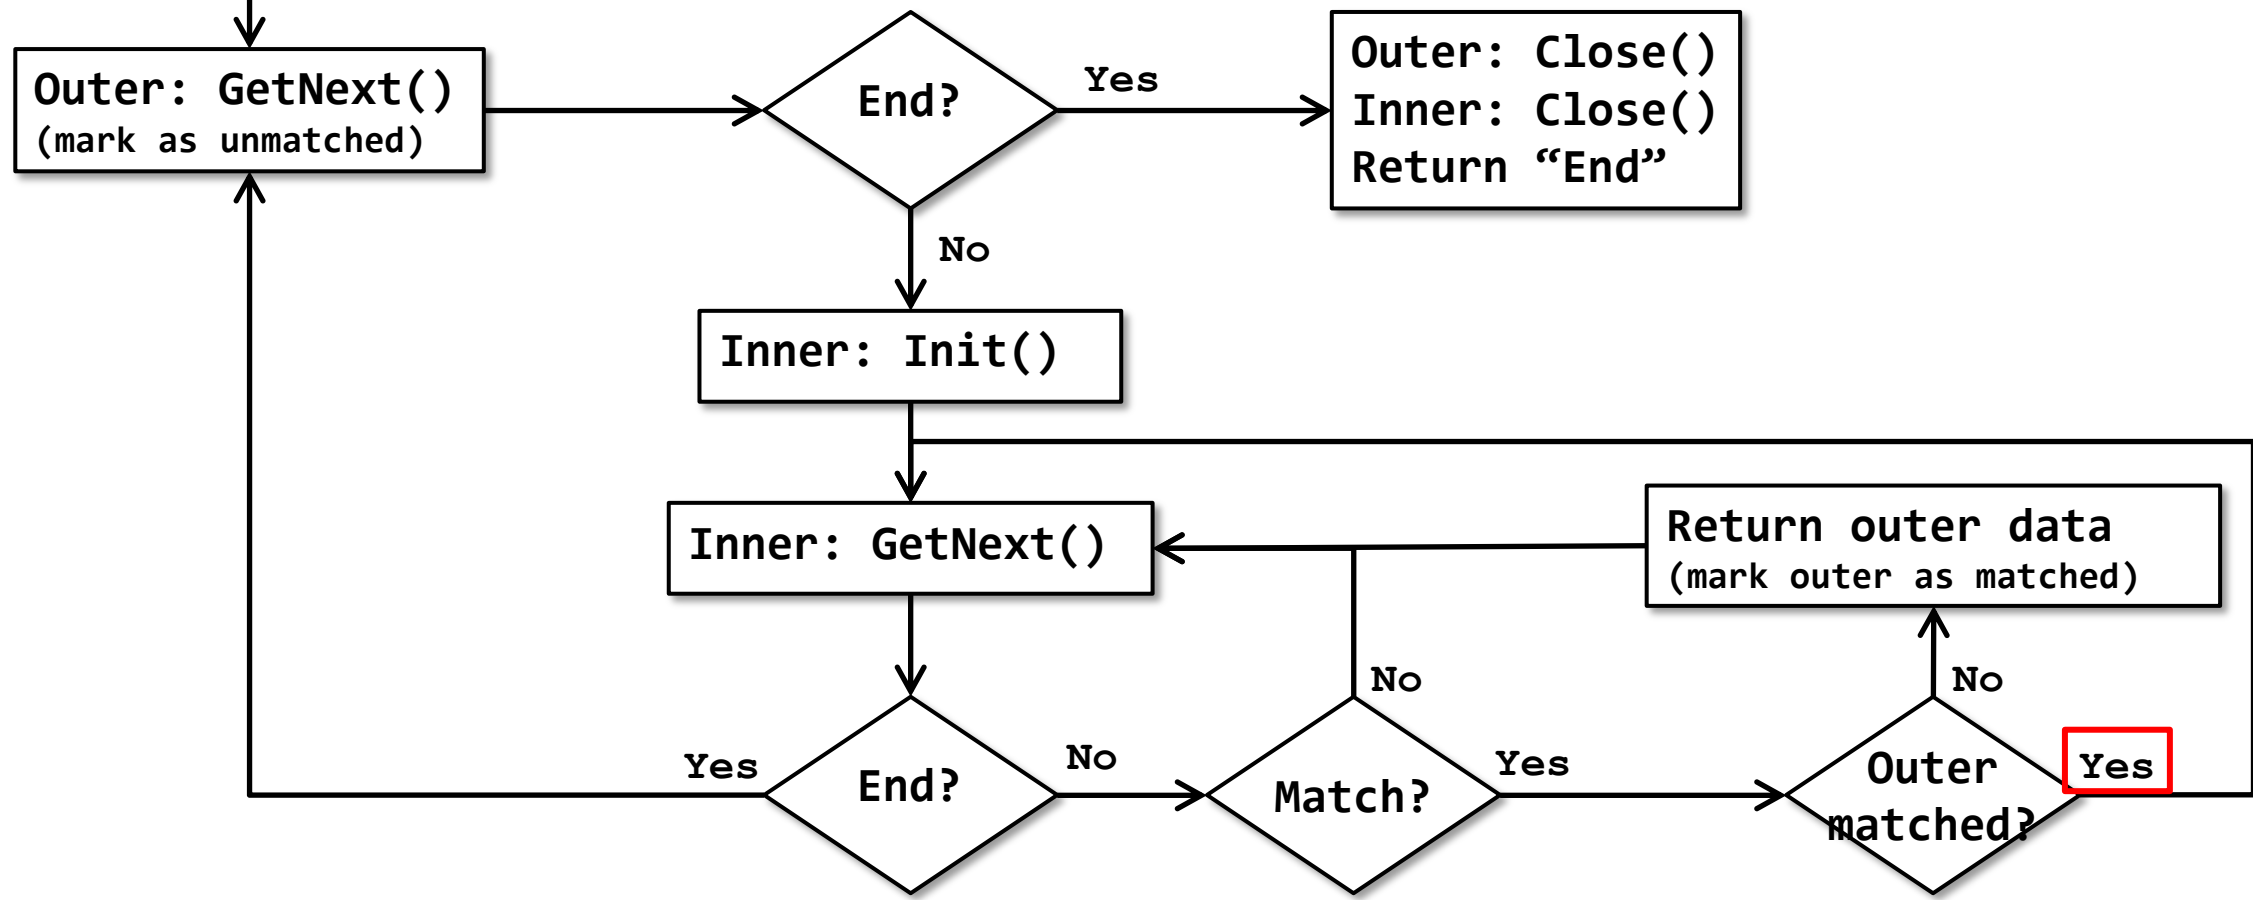 Outer: GetNext()
(mark as unmatched)
End?
Yes
Outer: Close()
Inner: Close()
Return “End”
No
Inner: Init()
Inner: GetNext()
Return outer data
(mark outer as matched)
No
No
Yes
End?
No
Match?
Yes
Outer
matched?
Yes